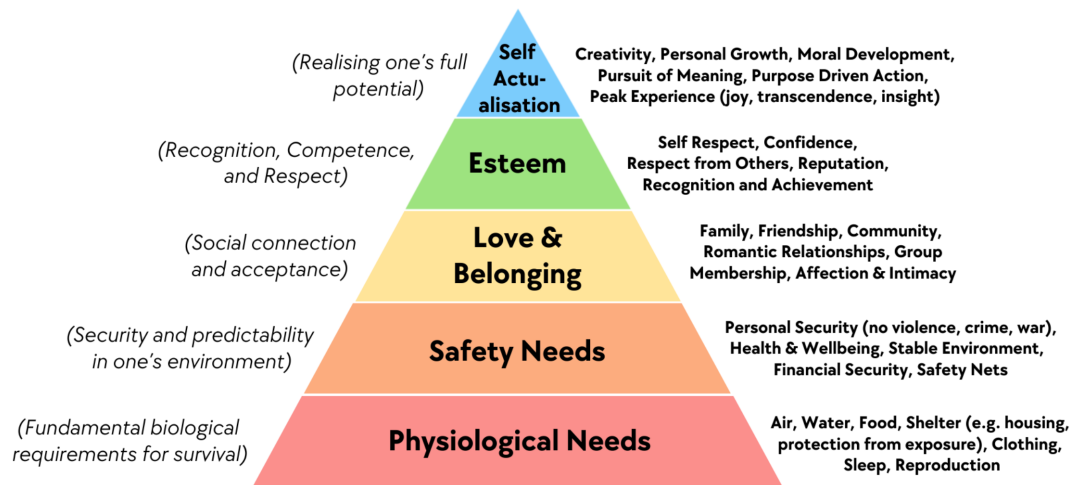 (Realising one's full
potential)
Self
Actu-
alisation
Creativity, Personal Growth, Moral Development,
Pursuit of Meaning, Purpose Driven Action,
Peak Experience (joy, transcendence, insight)
(Recognition, Competence,
and Respect)
Esteem
Self Respect, Confidence,
Respect from Others, Reputation,
Recognition and Achievement
(Social connection
and acceptance)
Love &
Belonging
Family, Friendship, Community,
Romantic Relationships, Group
Membership, Affection & Intimacy
(Security and predictability
in one's environment)
Safety Needs
Personal Security (no violence, crime, war),
Health & Wellbeing, Stable Environment,
Financial Security, Safety Nets
(Fundamental biological
requirements for survival)
Physiological Needs
Air, Water, Food, Shelter (e.g. housing,
protection from exposure), Clothing,
Sleep, Reproduction